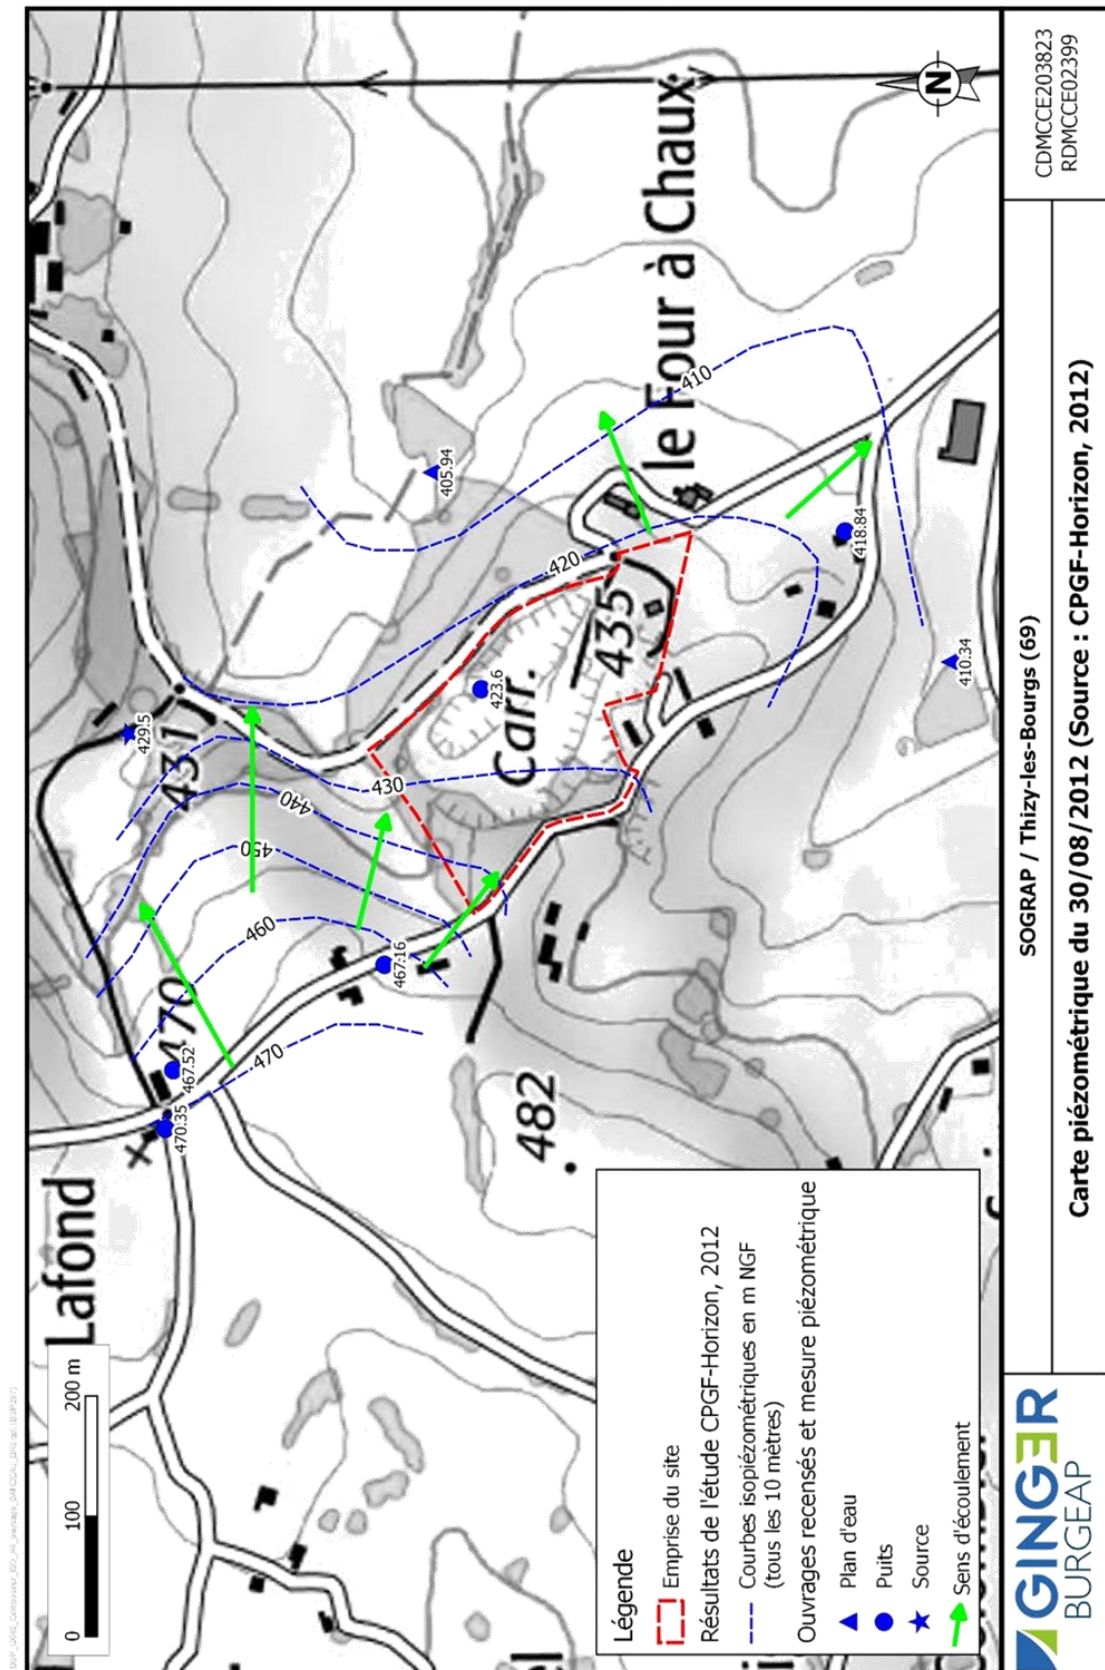 Lafond
0 100 200 m
470.35
467.52
470
431
429.5
470
460
450
440
430
420
410
467.16
482
Carr.
423.6
435
405.94
le Four à Chaux
418.84
410.34
N
Légende
Emprise du site
Résultats de l'étude CPGF-Horizon, 2012
Courbes isopiézométriques en m NGF
(tous les 10 mètres)
Ouvrages recensés et mesure piézométrique
Plan d'eau
Puits
Source
Sens d'écoulement
GINGER
BURGEAP
SOGRAP / Thizy-les-Bourgs (69)
Carte piézométrique du 30/08/2012 (Source : CPGF-Horizon, 2012)
CDMCCE203823
RDMCCE02399